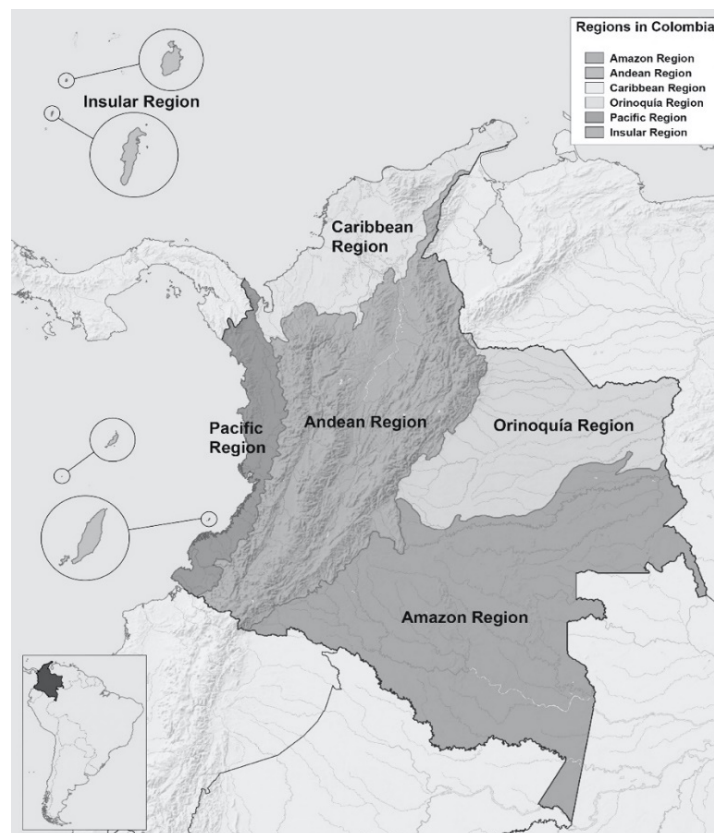 Regions in Colombia
Amazon Region
Andean Region
Caribbean Region
Orinoquía Region
Pacific Region
Insular Region
Insular Region
Caribbean
Region
Pacific
Region
Andean Region
Orinoquía Region
Amazon Region